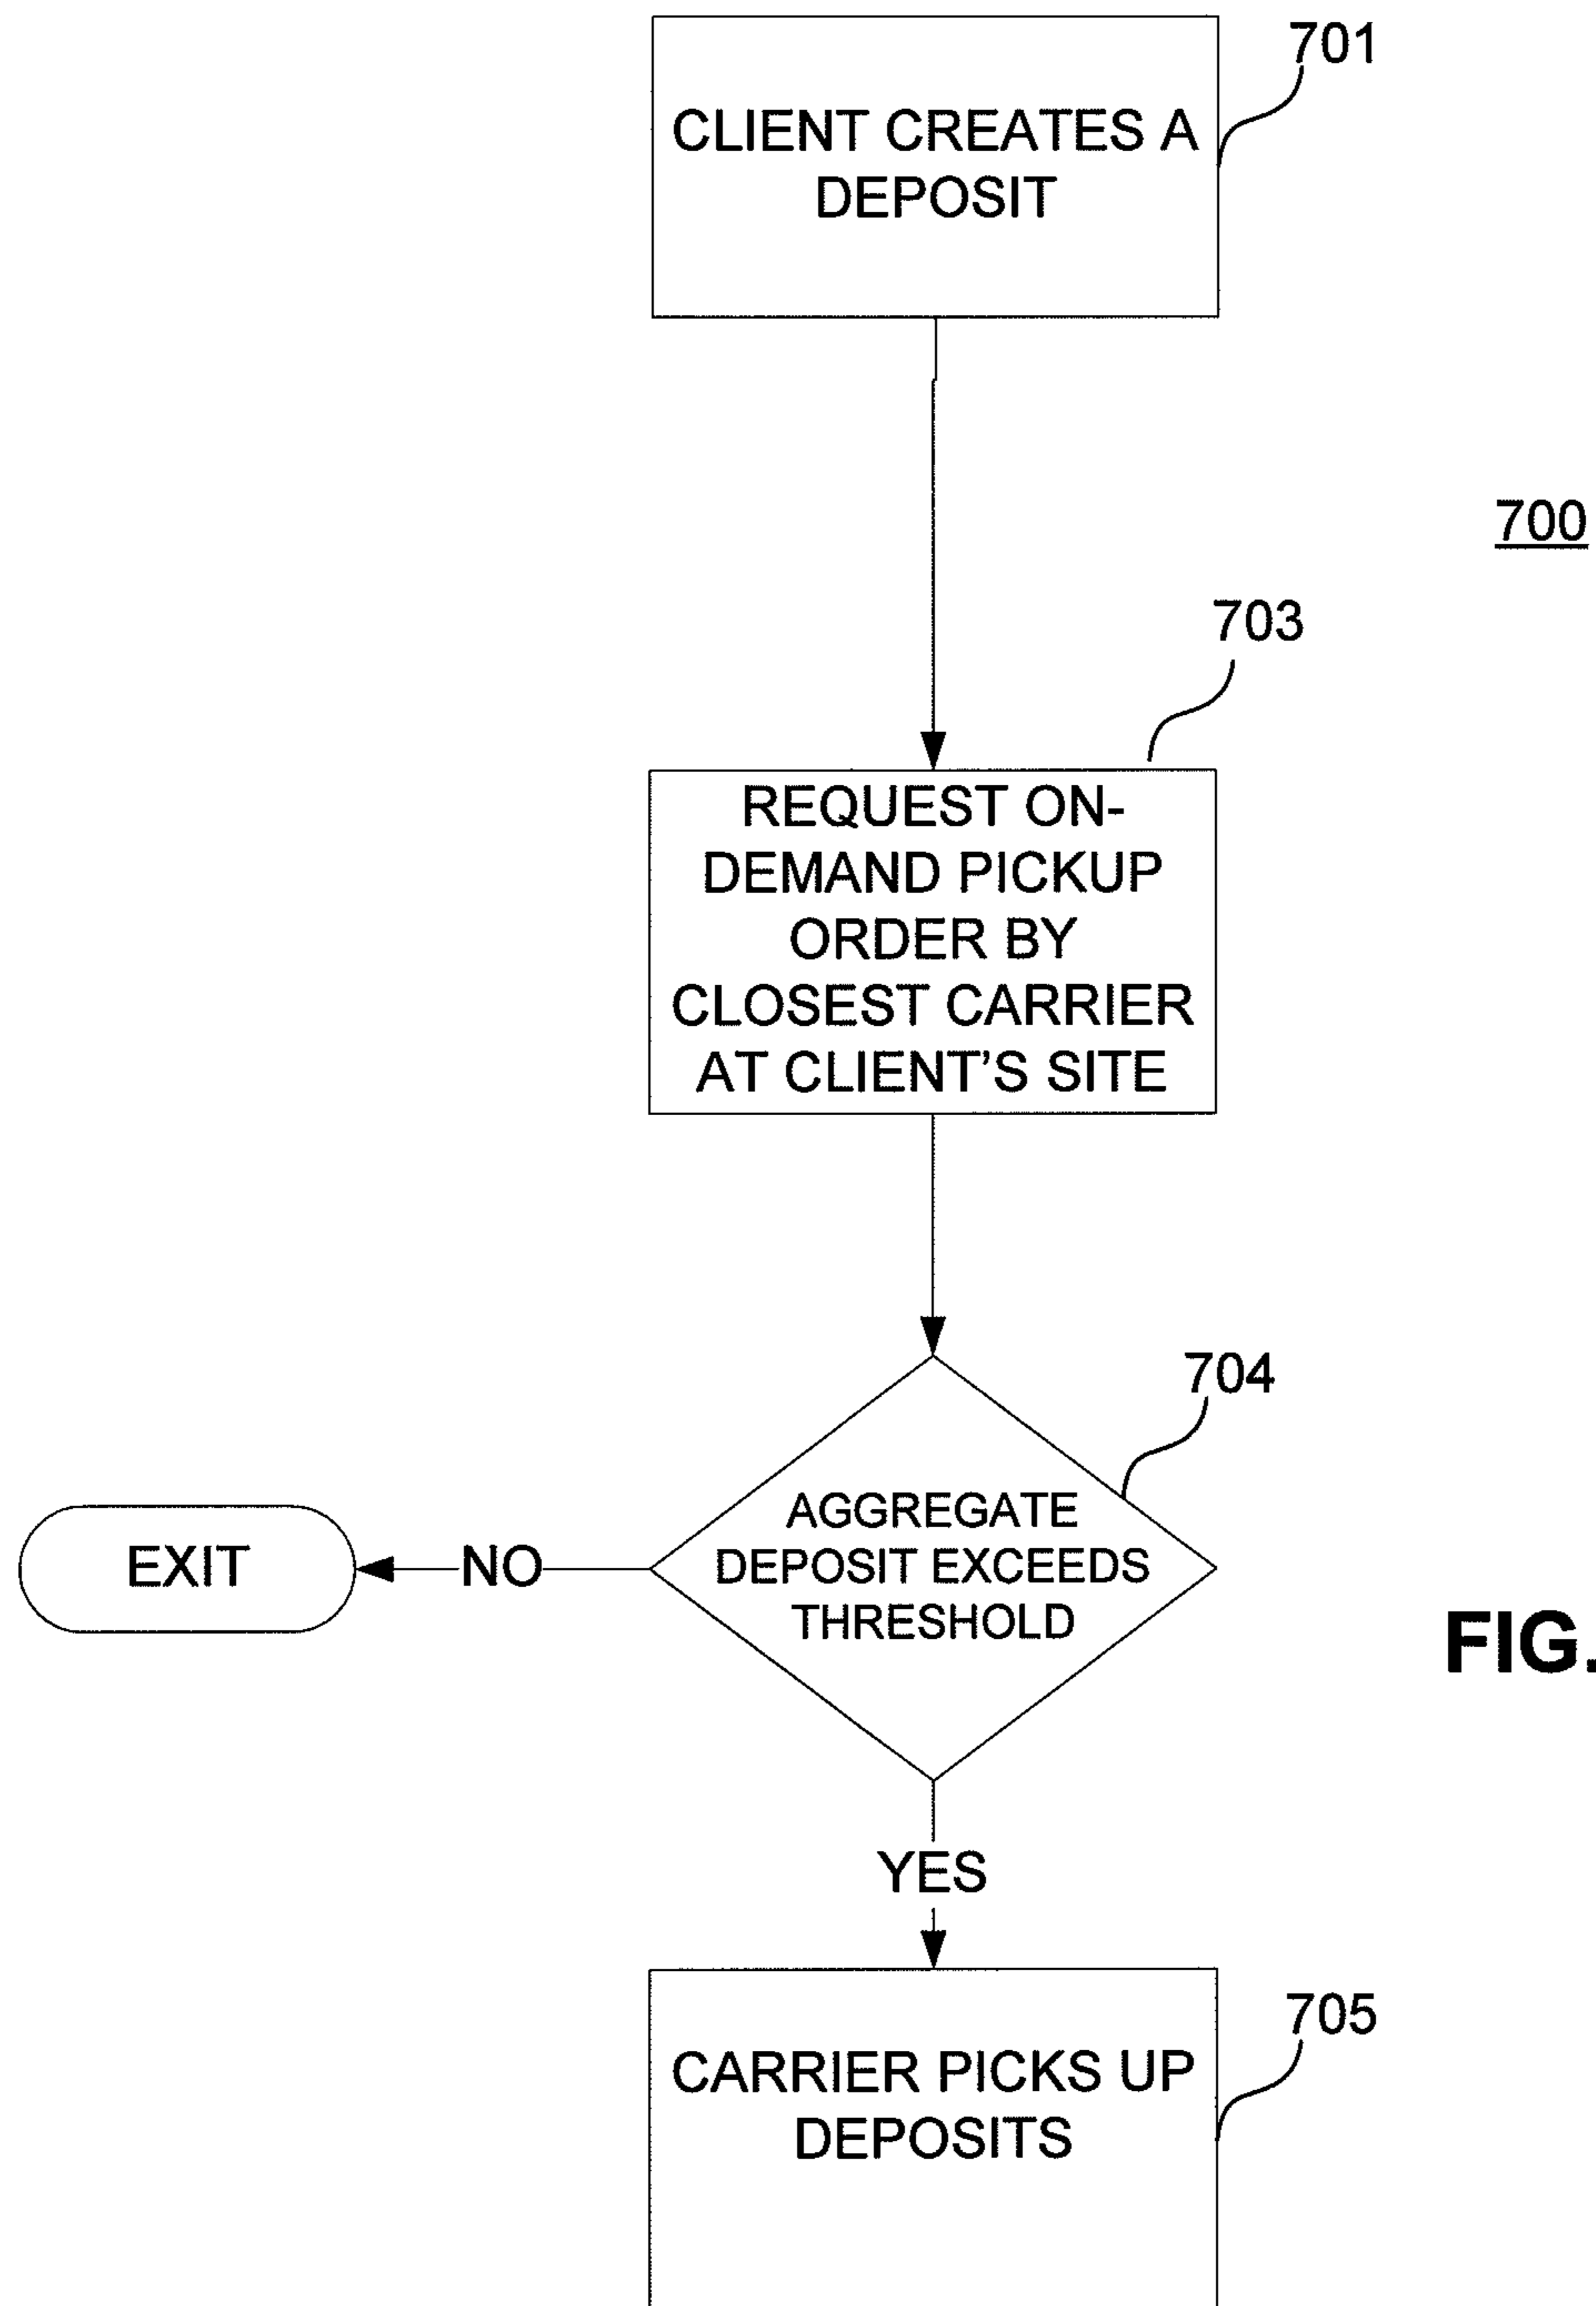 701
CLIENT CREATES A
DEPOSIT
700
703
REQUEST ON-
DEMAND PICKUP
ORDER BY
CLOSEST CARRIER
AT CLIENT'S SITE
704
AGGREGATE
DEPOSIT EXCEEDS
THRESHOLD
EXIT
NO
FIG.
YES
705
CARRIER PICKS UP
DEPOSITS